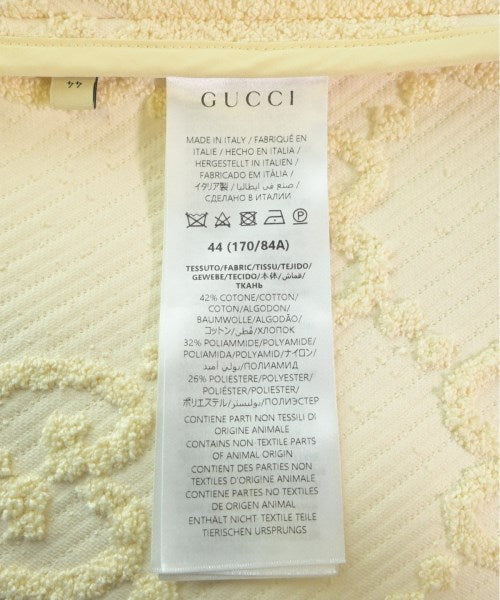 44
GUCCI
MADE IN ITALY / FABRIQUÉ EN
ITALIE / HECHO EN ITALIA /
HERGESTELLT IN ITALIEN /
FABRICADO EM ITÁLIA /
イタリア製 / صنع في ايطاليا /
СДЕЛАНО В ИТАЛИИ
44 (170/84A)
TESSUTO/FABRIC/TISSU/TEJIDO/
GEWEBE/TECIDO/本体/قماش/
ТКАНЬ
42% COTONE/COTTON/
COTON/ALGODON/
BAUMWOLLE/ALGODÃO/
コットン/قطن/ХЛОПОК
32% POLIAMMIDE/POLYAMIDE/
POLIAMIDA/POLYAMID/ナイロン/
بولي أميد/ПОЛИАМИД
26% POLIESTERE/POLYESTER/
POLIÉSTER/POLIESTER/
ポリエステル/بوليستر/ПОЛИЭСТЕР
CONTIENE PARTI NON TESSILI DI
ORIGINE ANIMALE
CONTAINS NON-TEXTILE PARTS
OF ANIMAL ORIGIN
CONTIENT DES PARTIES NON
TEXTILES D'ORIGINE ANIMALE
CONTIENE PARTES NO TEXTILES
DE ORIGEN ANIMAL
ENTHÄLT NICHT TEXTILE TEILE
TIERISCHEN URSPRUNGS